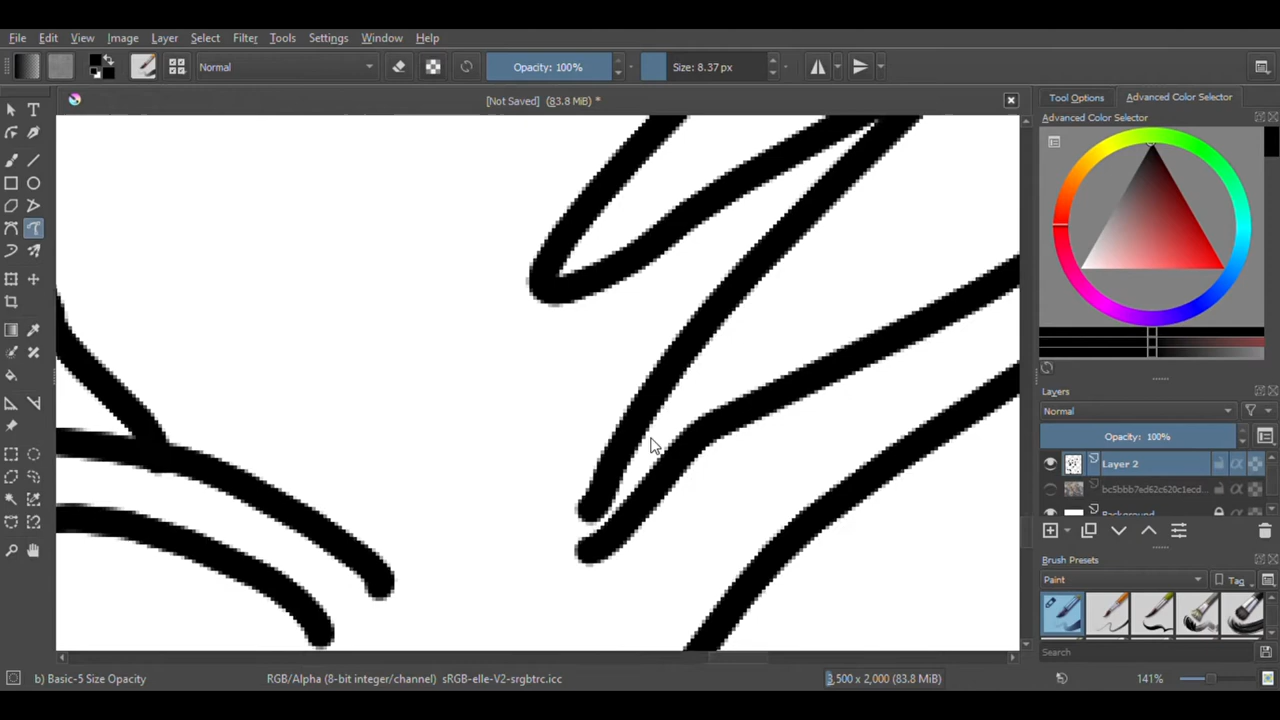 File Edit View Image Layer Select Filter Tools Settings Window Help
Normal Opacity: 100% Size: 8.37 px
[Not Saved] (83.8 MiB) *
Tool Options Advanced Color Selector
Advanced Color Selector
Layers
Normal
Opacity: 100%
Layer 2
bc5bbb7ed62c620c1ecd...
Background
Brush Presets
Paint Tag
Search
b) Basic-5 Size Opacity RGB/Alpha (8-bit integer/channel) sRGB-elle-V2-srgbtrc.icc 3,500 x 2,000 (83.8 MiB) 141%